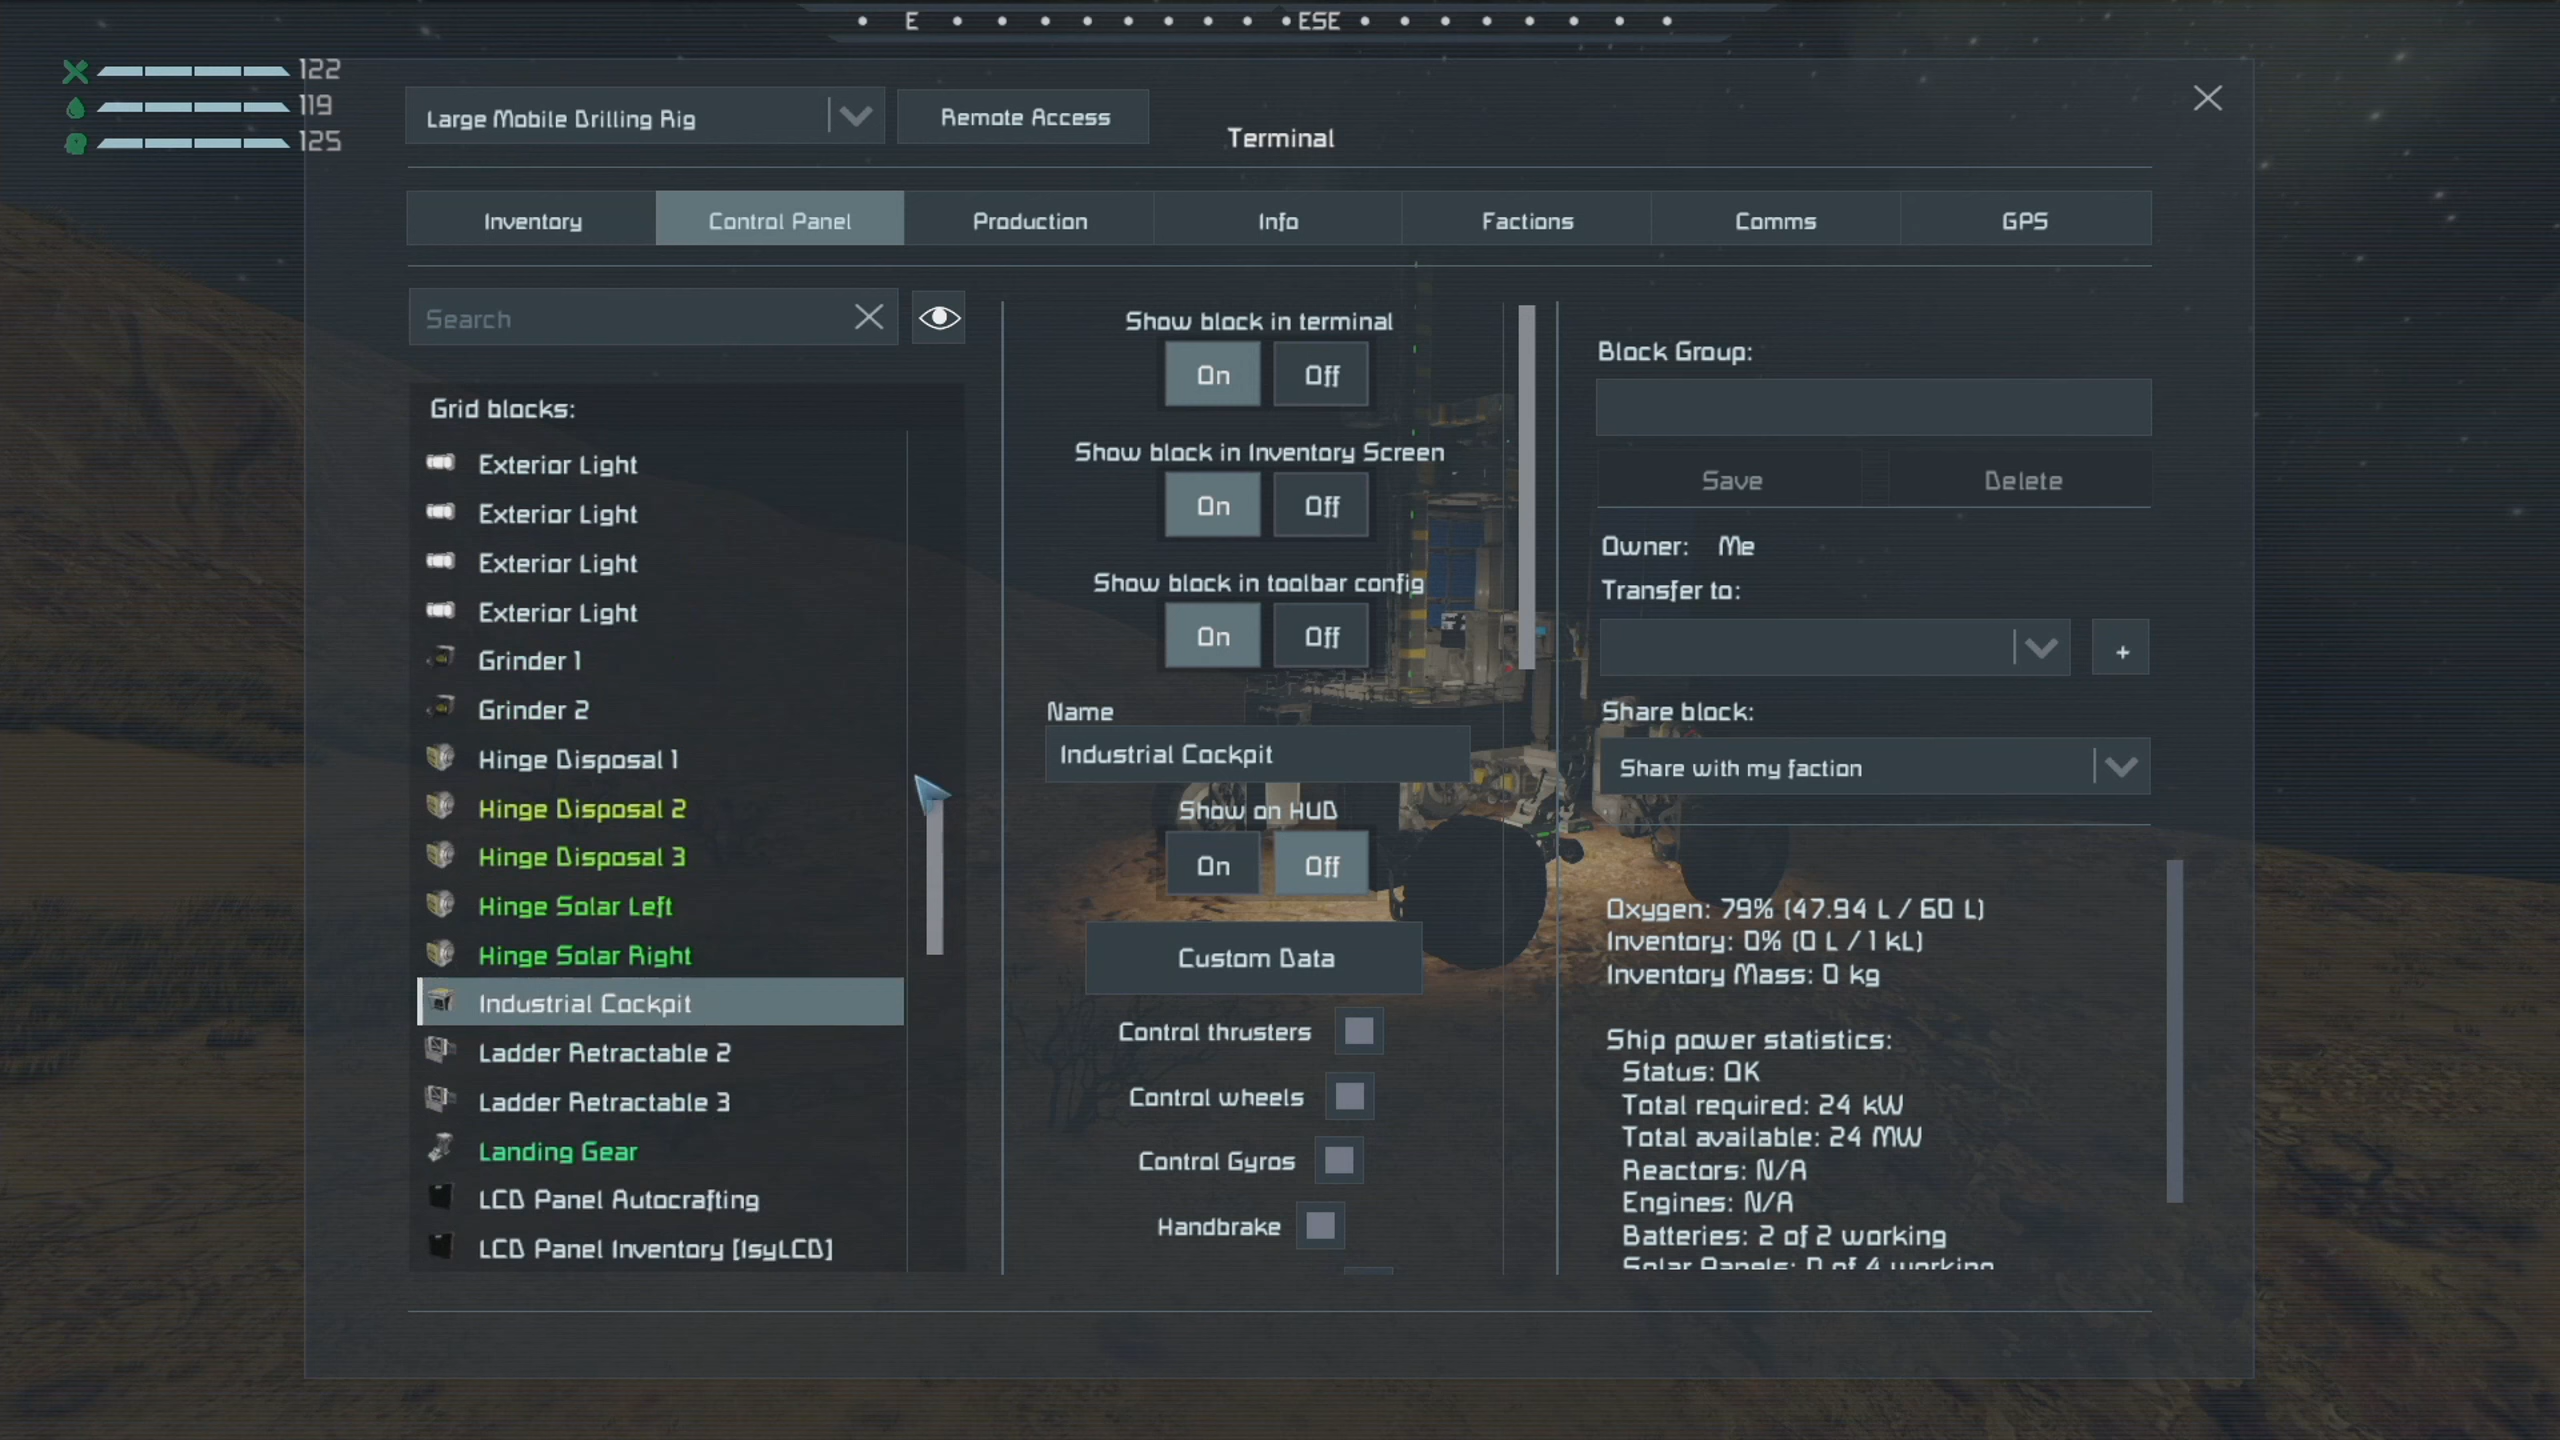 E ESE
122
119
125
Large Mobile Drilling Rig
Remote Access
Terminal
Inventory
Control Panel
Production
Info
Factions
Comms
GPS
Search
Grid blocks:
Exterior Light
Exterior Light
Exterior Light
Exterior Light
Grinder 1
Grinder 2
Hinge Disposal 1
Hinge Disposal 2
Hinge Disposal 3
Hinge Solar Left
Hinge Solar Right
Industrial Cockpit
Ladder Retractable 2
Ladder Retractable 3
Landing Gear
LCD Panel Autocrafting
LCD Panel Inventory [IsyLCD]
Show block in terminal
On Off
Show block in Inventory Screen
On Off
Show block in toolbar config
On Off
Name
Industrial Cockpit
Show on HUD
On Off
Custom Data
Control thrusters
Control wheels
Control Gyros
Handbrake
Block Group:
Save Delete
Owner: Me
Transfer to:
+
Share block:
Share with my faction
Oxygen: 79% (47.94 L / 60 L)
Inventory: 0% (0 L / 1 kL)
Inventory Mass: 0 kg
Ship power statistics:
Status: OK
Total required: 24 kW
Total available: 24 MW
Reactors: N/A
Engines: N/A
Batteries: 2 of 2 working
Solar Panels: 0 of 4 working